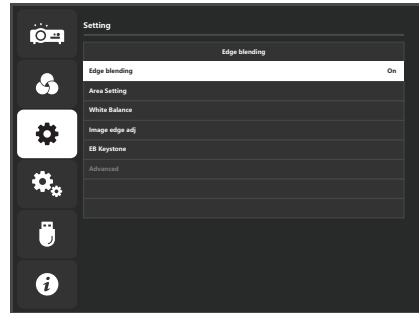 Setting
Edge blending
Edge blending On
Area Setting
White Balance
Image edge adj
EB Keystone
Advanced